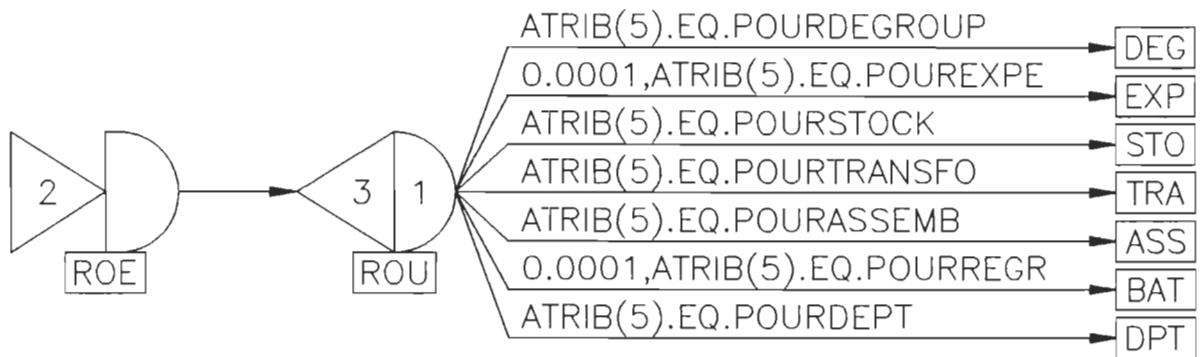 ATRIB(5).EQ.POURDEGROUP
DEG
0.0001,ATRIB(5).EQ.POUREXPE
EXP
ATRIB(5).EQ.POURSTOCK
STO
2
3
1
ATRIB(5).EQ.POURTRANSFO
TRA
ATRIB(5).EQ.POURASSEMB
ASS
ROE
ROU
0.0001,ATRIB(5).EQ.POURREGR
BAT
ATRIB(5).EQ.POURDEPT
DPT